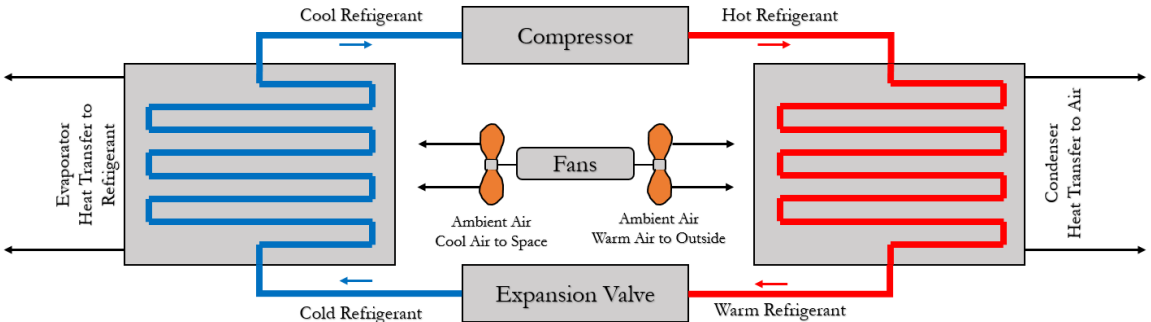 Cool Refrigerant
Compressor
Hot Refrigerant
Evaporator
Heat Transfer to
Refrigerant
Fans
Ambient Air
Cool Air to Space
Ambient Air
Warm Air to Outside
Condenser
Heat Transfer to Air
Cold Refrigerant
Expansion Valve
Warm Refrigerant